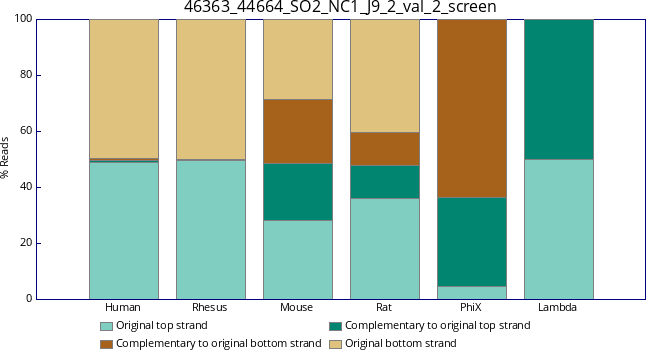 46363_44664_SO2_NC1_J9_2_val_2_screen
100
80
60
40
20
0
% Reads
Human Rhesus Mouse Rat PhiX Lambda
Original top strand Complementary to original top strand
Complementary to original bottom strand Original bottom strand